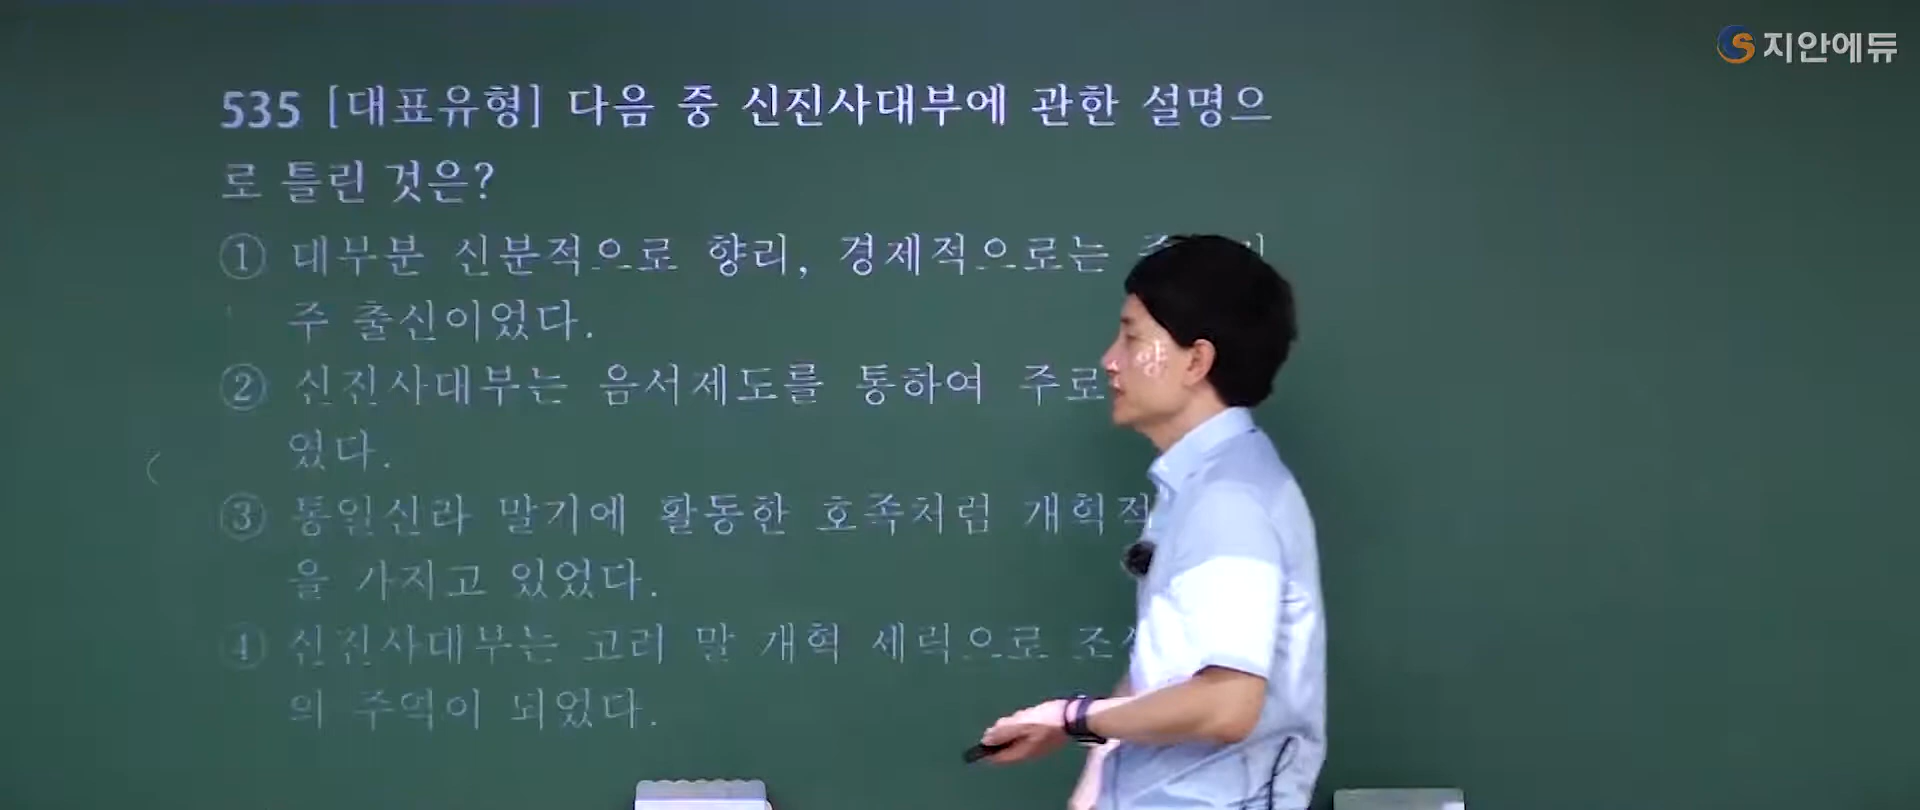 지안에듀
535 [대표유형] 다음 중 신진사대부에 관한 설명으
로 틀린 것은?
① 대부분 신분적으로 향리, 경제적으로는
주 출신이었다.
② 신진사대부는 음서제도를 통하여 주로
였다.
③ 통일신라 말기에 활동한 호족처럼 개혁적
을 가지고 있었다.
④ 신진사대부는 고려 말 개혁 세력으로
의 주역이 되었다.